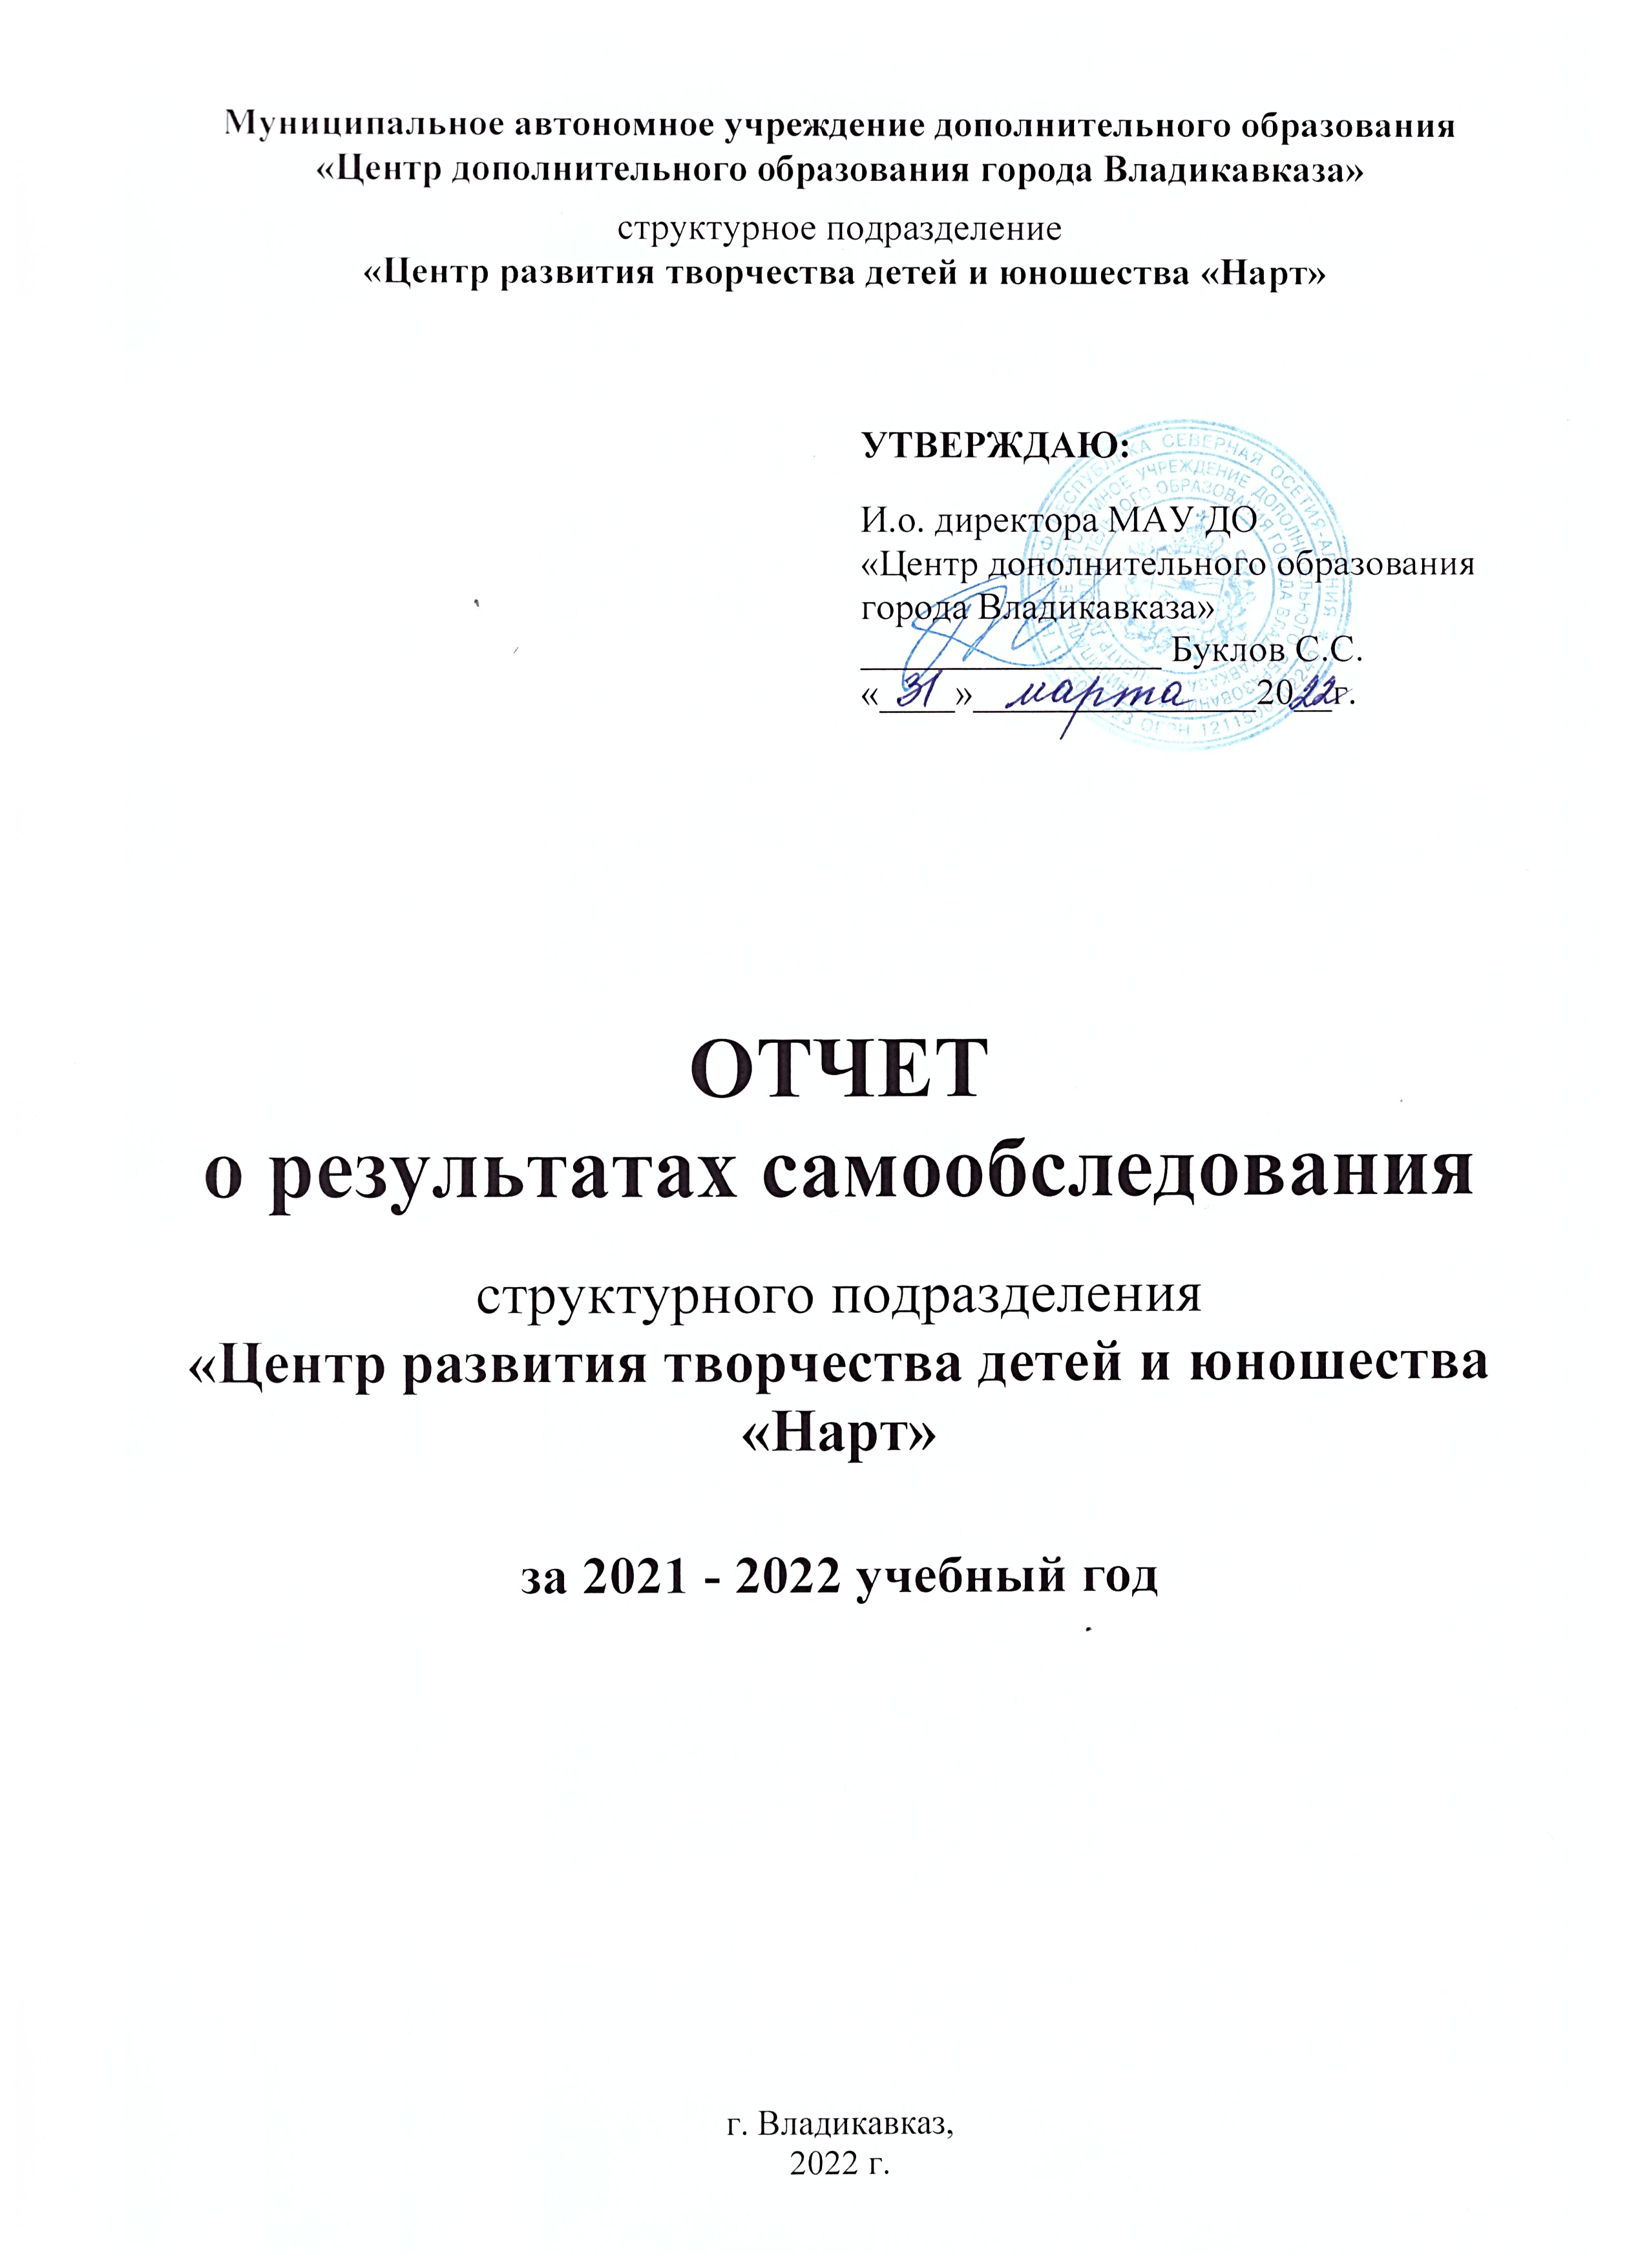 Муниципальное автономное учреждение дополнительного образования
«Центр дополнительного образования города Владикавказа»
структурное подразделение
«Центр развития творчества детей и юношества «Нарт»
УТВЕРЖДАЮ:
И.о. директора МАУ ДО
«Центр дополнительного образования
города Владикавказа»
________________ Буклов С.С.
«31» марта 2022г.
ОТЧЕТ
о результатах самообследования
структурного подразделения
«Центр развития творчества детей и юношества
«Нарт»
за 2021 - 2022 учебный год
г. Владикавказ,
2022 г.